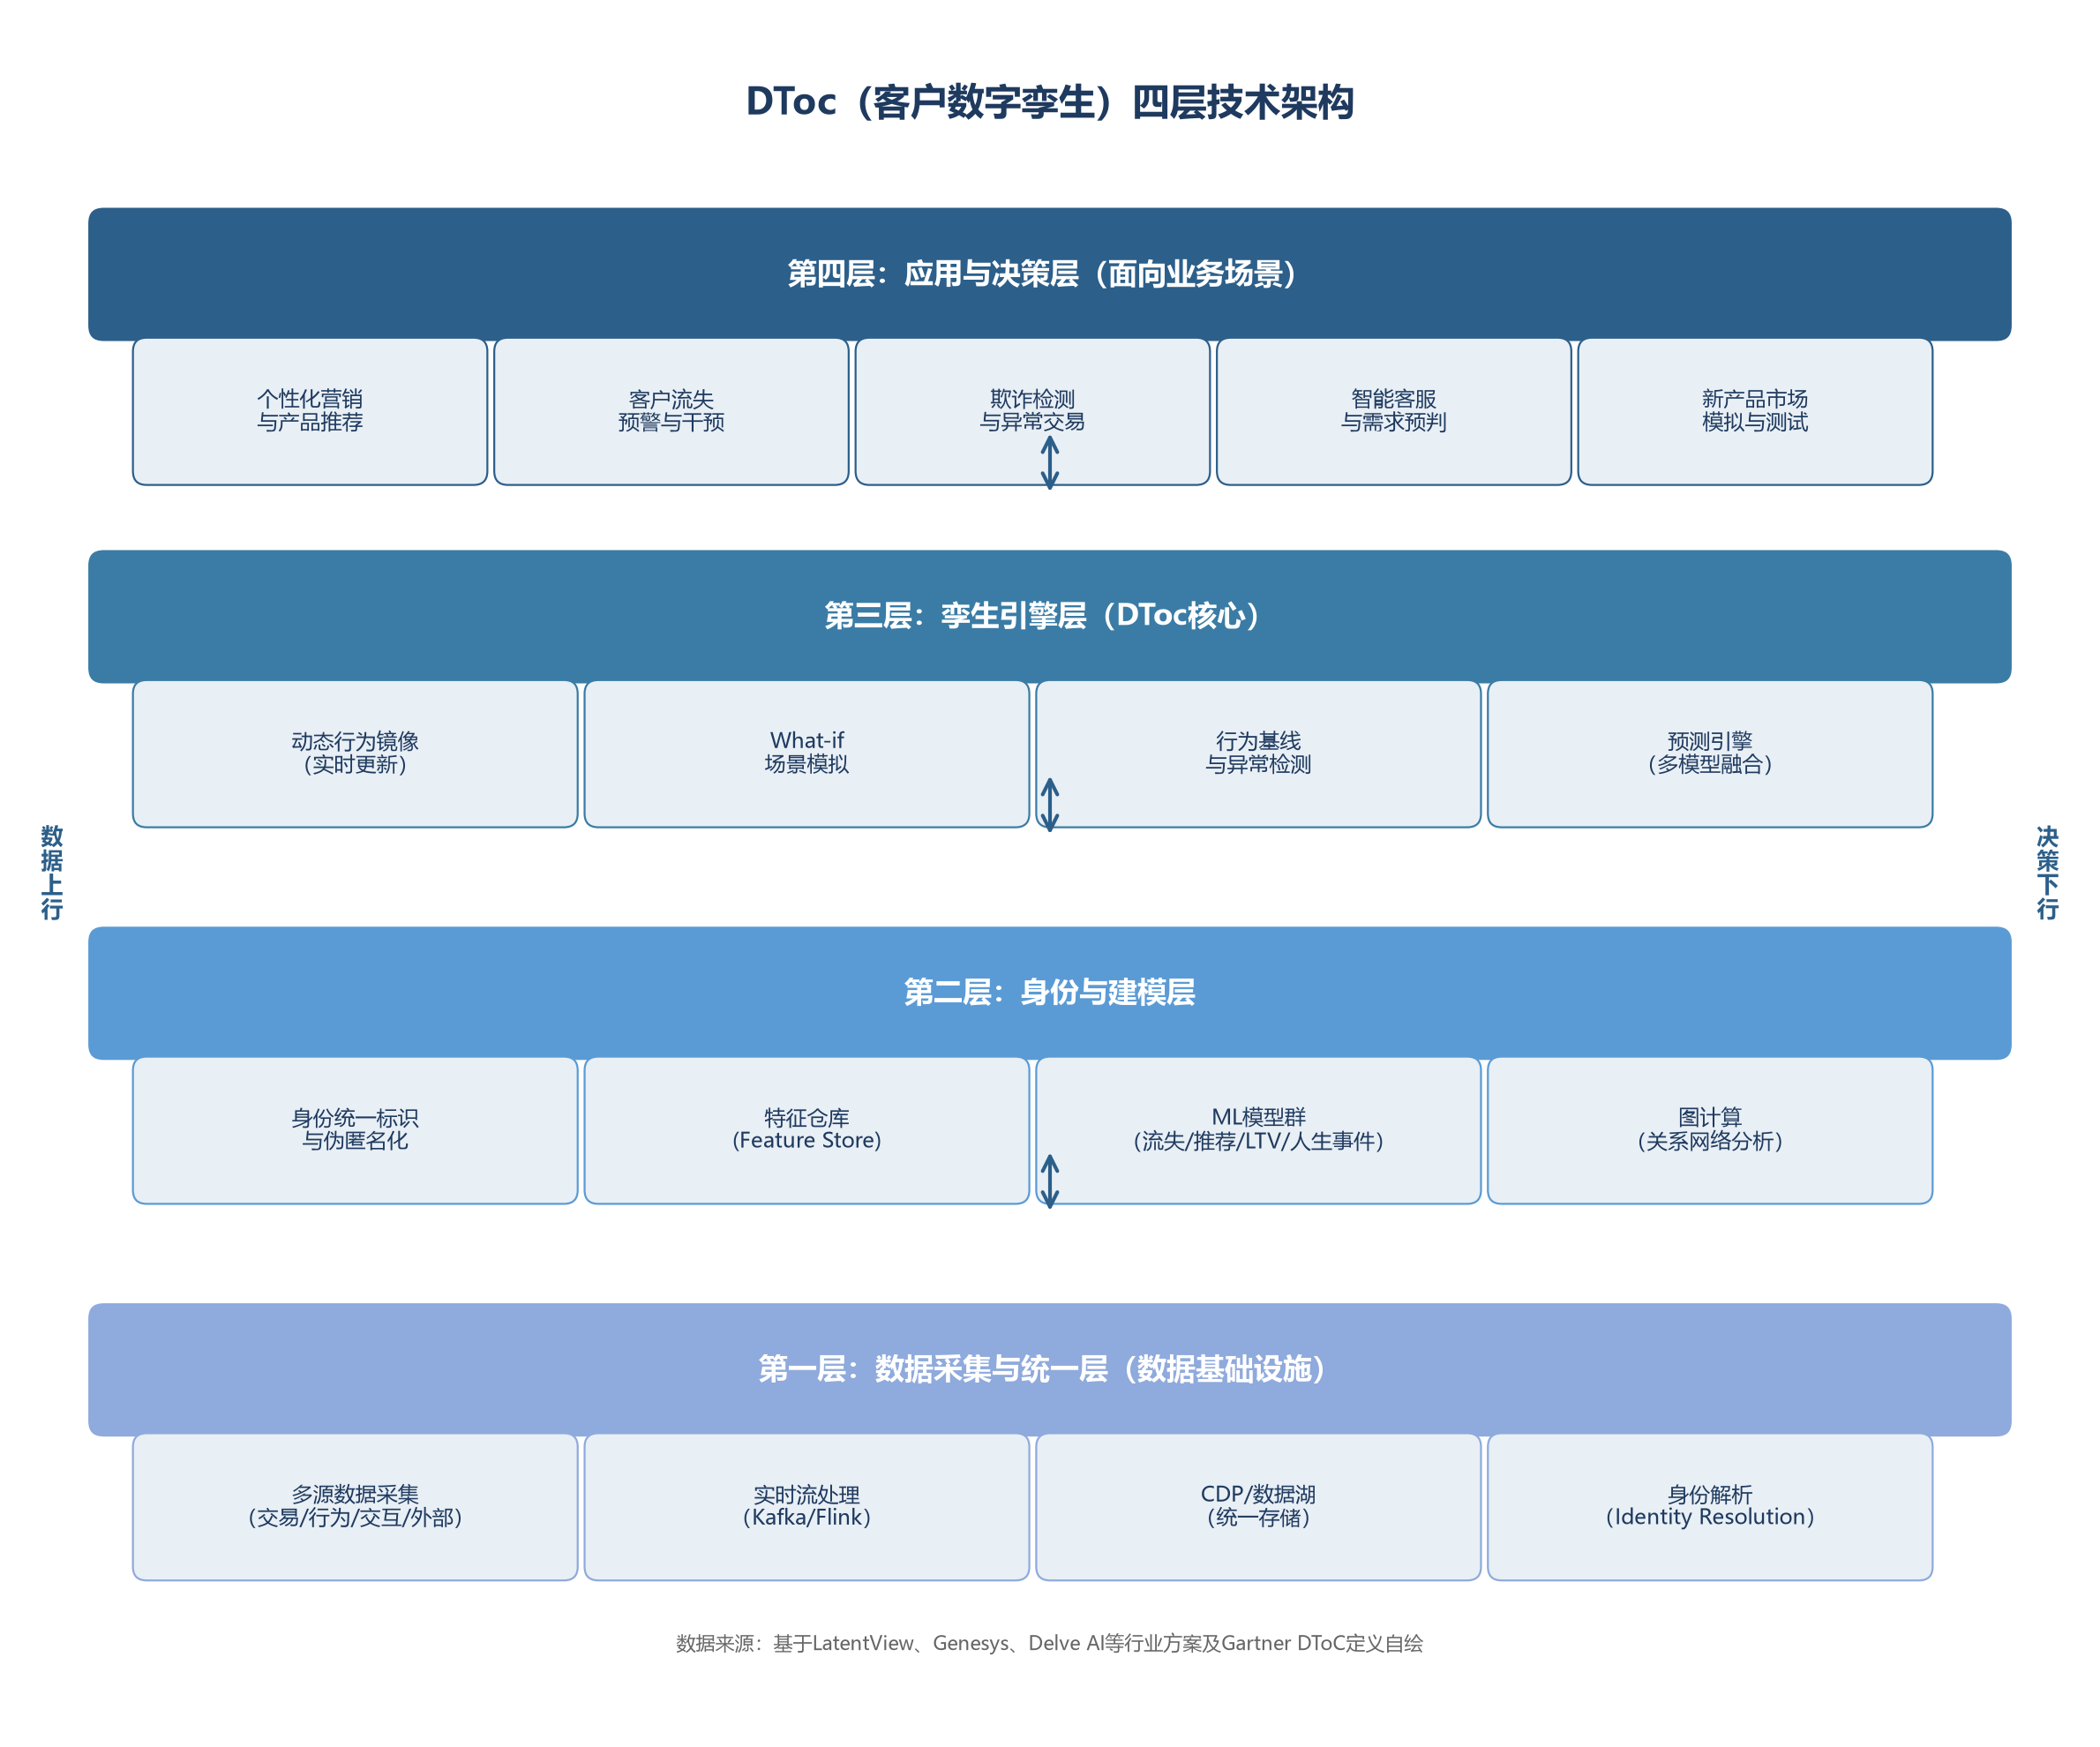 DToc（客户数字孪生）四层技术架构
第四层：应用与决策层（面向业务场景）
个性化营销
与产品推荐
客户流失
预警与干预
欺诈检测
与异常交易
智能客服
与需求预判
新产品市场
模拟与测试
第三层：孪生引擎层（DToc核心）
动态行为镜像
（实时更新）
What-if
场景模拟
行为基线
与异常检测
预测引擎
（多模型融合）
数据上行
决策下行
第二层：身份与建模层
身份统一标识
与伪匿名化
特征仓库
(Feature Store)
ML模型群
（流失/推荐/LTV/人生事件）
图计算
（关系网络分析）
第一层：数据采集与统一层（数据基础设施）
多源数据采集
（交易/行为/交互/外部）
实时流处理
（Kafka/Flink）
CDP/数据湖
（统一存储）
身份解析
（Identity Resolution）
数据来源：基于LatentView、Genesys、Delve AI等行业方案及Gartner DToC定义自绘